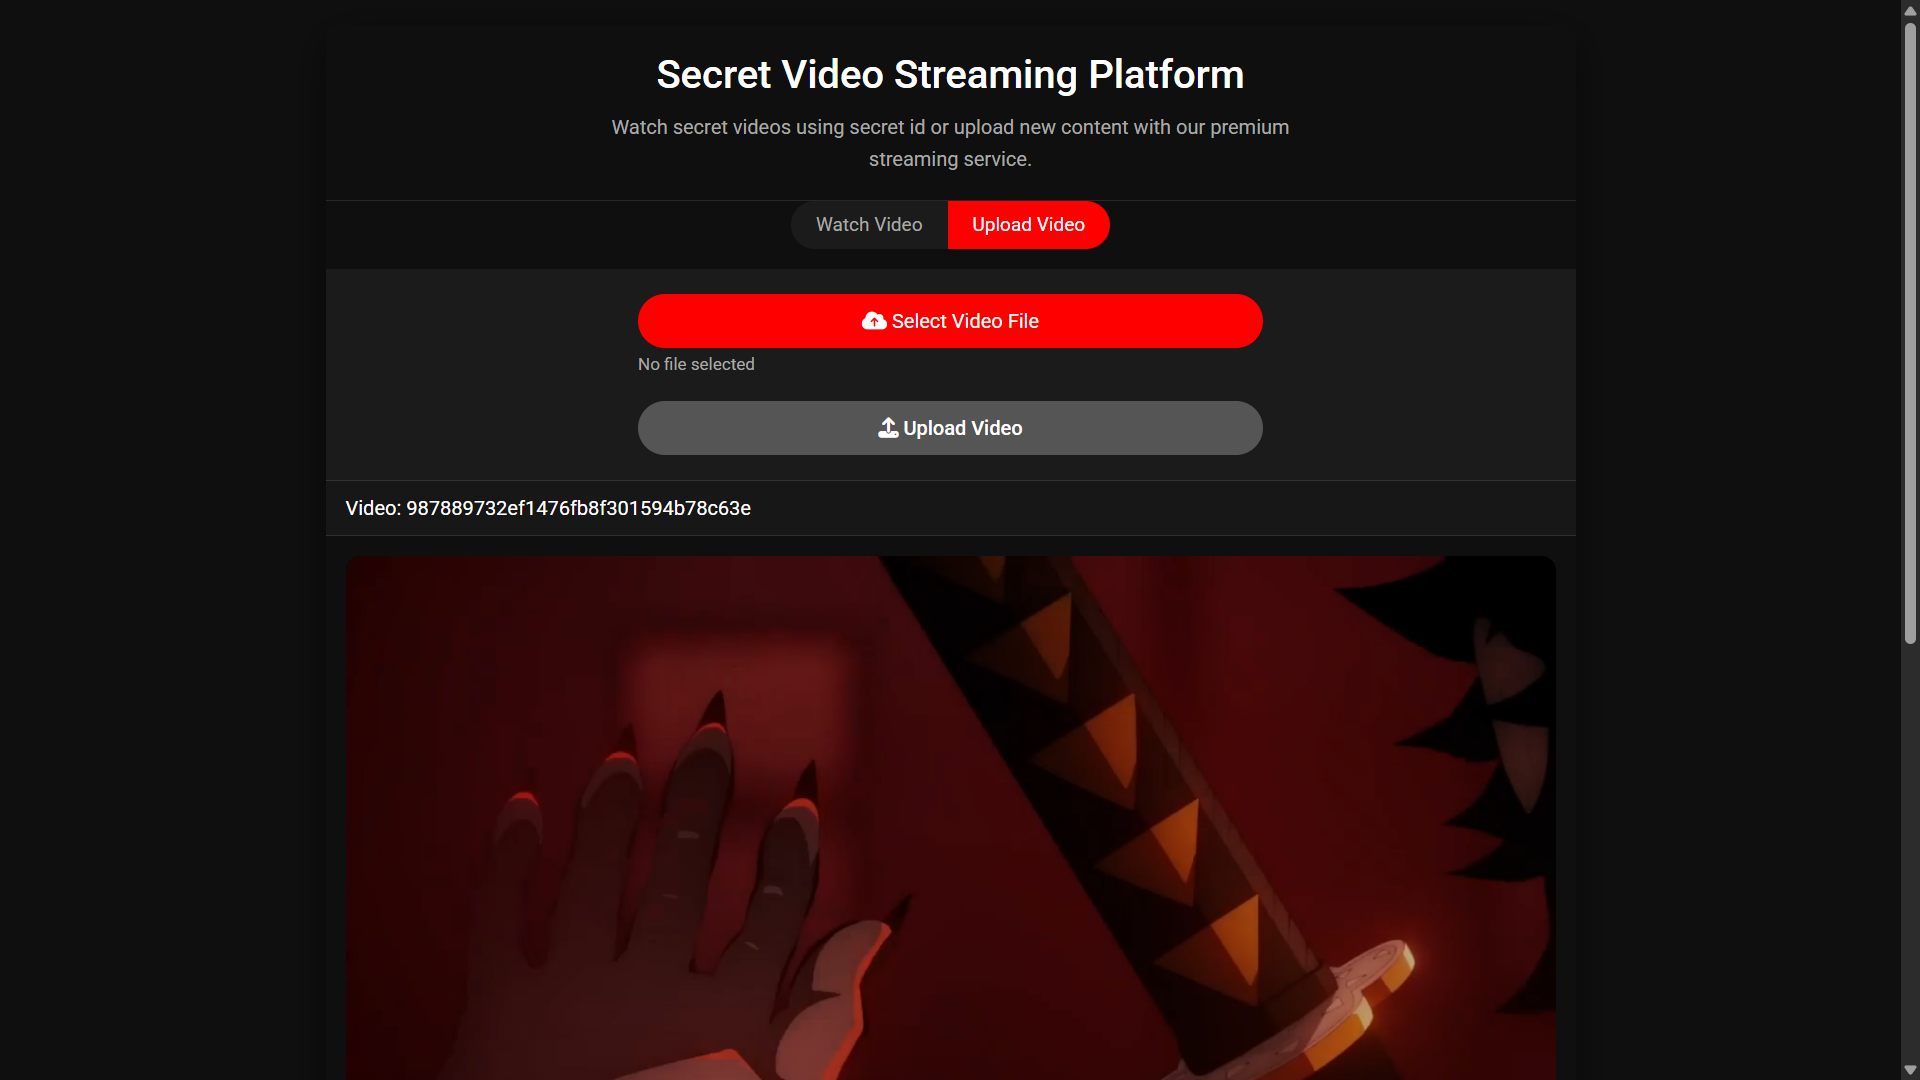 Secret Video Streaming Platform
Watch secret videos using secret id or upload new content with our premium
streaming service.
Watch Video
Upload Video
Select Video File
No file selected
Upload Video
Video: 987889732ef1476fb8f301594b78c63e